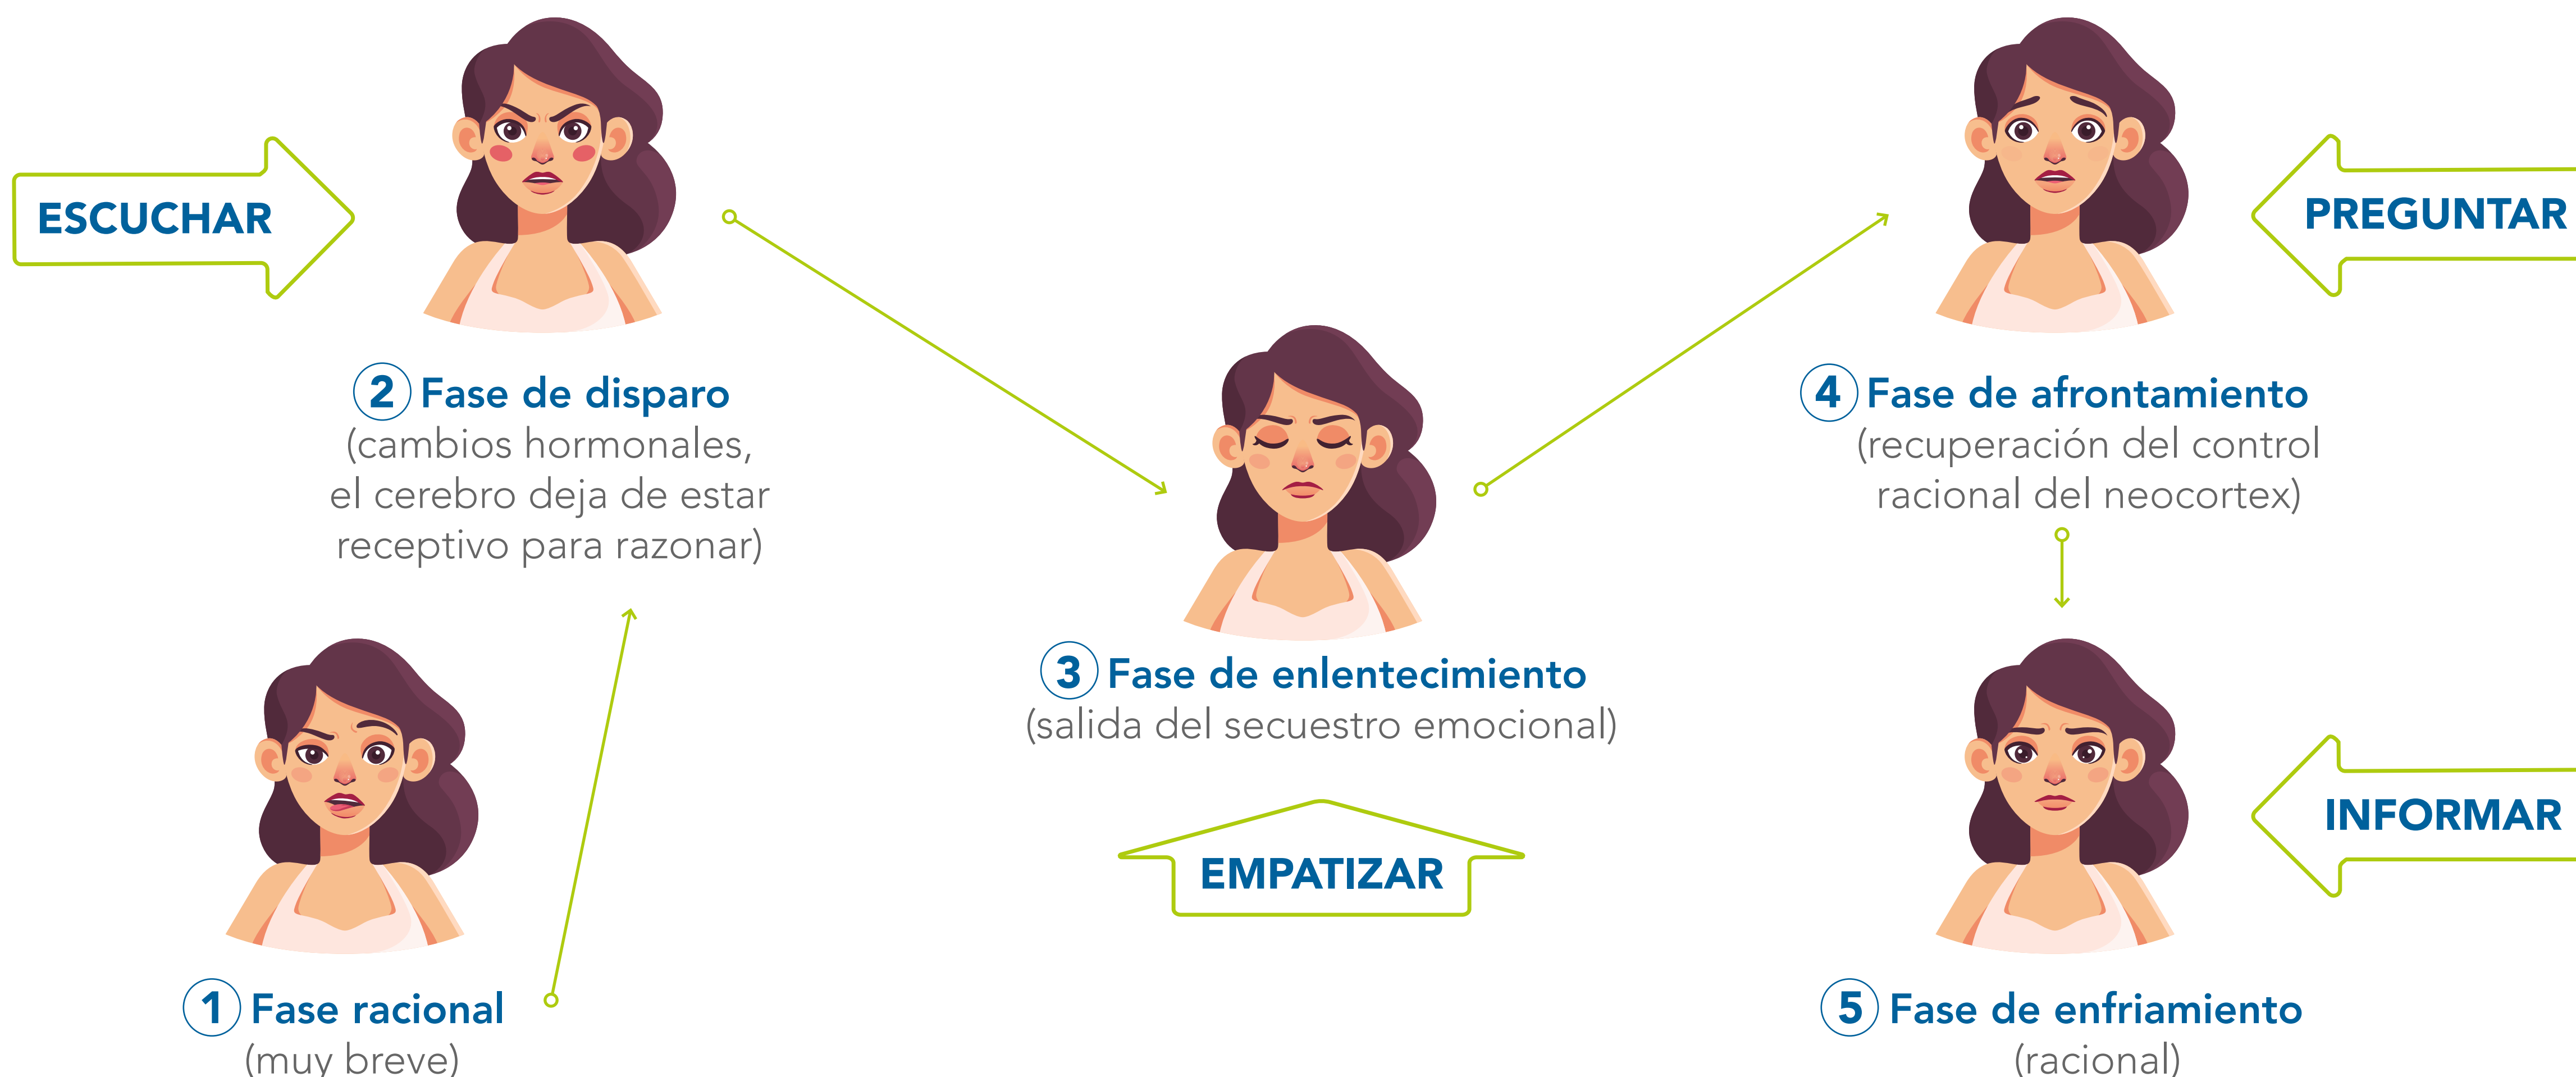 ESCUCHAR
2 Fase de disparo
(cambios hormonales,
el cerebro deja de estar
receptivo para razonar)
1 Fase racional
(muy breve)
3 Fase de enlentecimiento
(salida del secuestro emocional)
EMPATIZAR
4 Fase de afrontamiento
(recuperación del control
racional del neocortex)
PREGUNTAR
5 Fase de enfriamiento
(racional)
INFORMAR